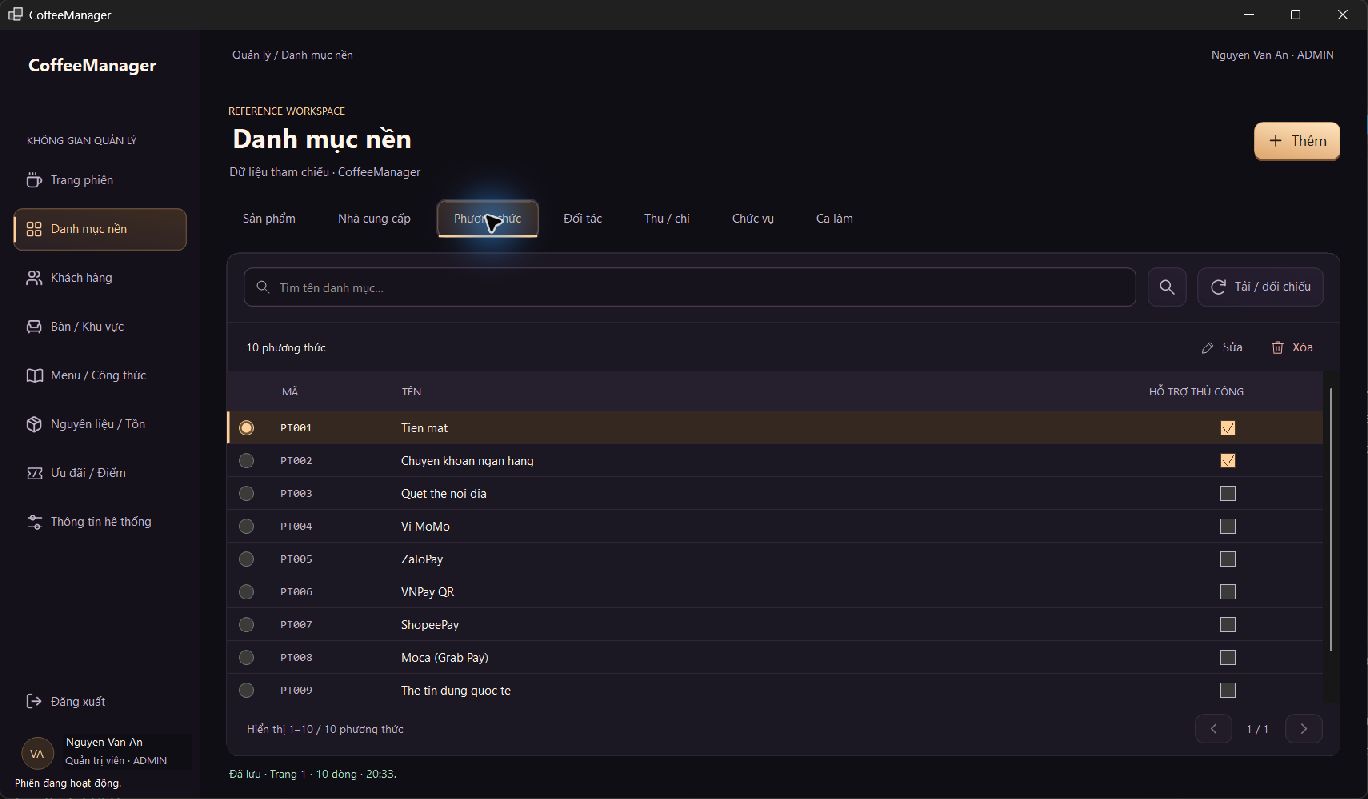 CoffeeManager
CoffeeManager
Quản lý / Danh mục nền
Nguyen Van An · ADMIN
KHÔNG GIAN QUẢN LÝ
Trang phiên
Danh mục nền
Khách hàng
Bàn / Khu vực
Menu / Công thức
Nguyên liệu / Tồn
Ưu đãi / Điểm
Thông tin hệ thống
Đăng xuất
VA
Nguyen Van An
Quản trị viên · ADMIN
Phiên đang hoạt động.
REFERENCE WORKSPACE
Danh mục nền
Dữ liệu tham chiếu · CoffeeManager
Thêm
Sản phẩm
Nhà cung cấp
Phương thức
Đối tác
Thu / chi
Chức vụ
Ca làm
Tìm tên danh mục...
Tải / đối chiếu
10 phương thức
Sửa
Xóa
MÃ TÊN HỖ TRỢ THỦ CÔNG
PT001 Tien mat
PT002 Chuyen khoan ngan hang
PT003 Quet the noi dia
PT004 Vi MoMo
PT005 ZaloPay
PT006 VNPay QR
PT007 ShopeePay
PT008 Moca (Grab Pay)
PT009 The tin dung quoc te
Hiển thị 1–10 / 10 phương thức
1 / 1
Đã lưu · Trang 1 · 10 dòng · 20:33.